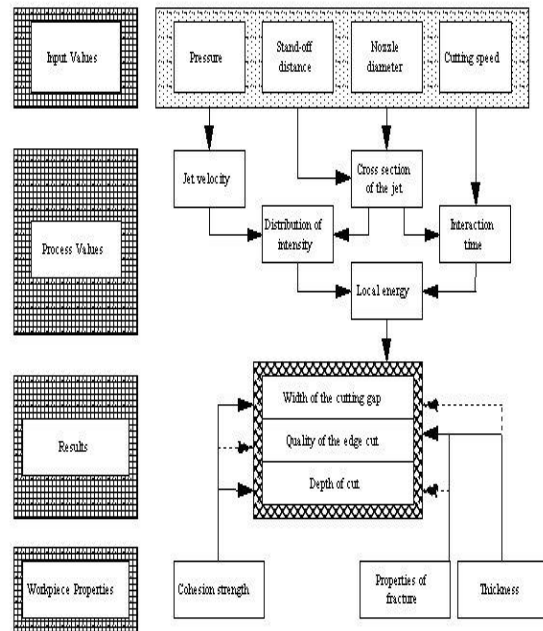 Input Values
Pressure
Stand-off
distance
Nozzle
diameter
Cutting speed
Process Values
Jet velocity
Cross section
of the jet
Distribution of
intensity
Interaction
time
Local energy
Results
Width of the cutting gap
Quality of the edge cut
Depth of cut
Workpiece Properties
Cohesion strength
Properties of
fracture
Thickness